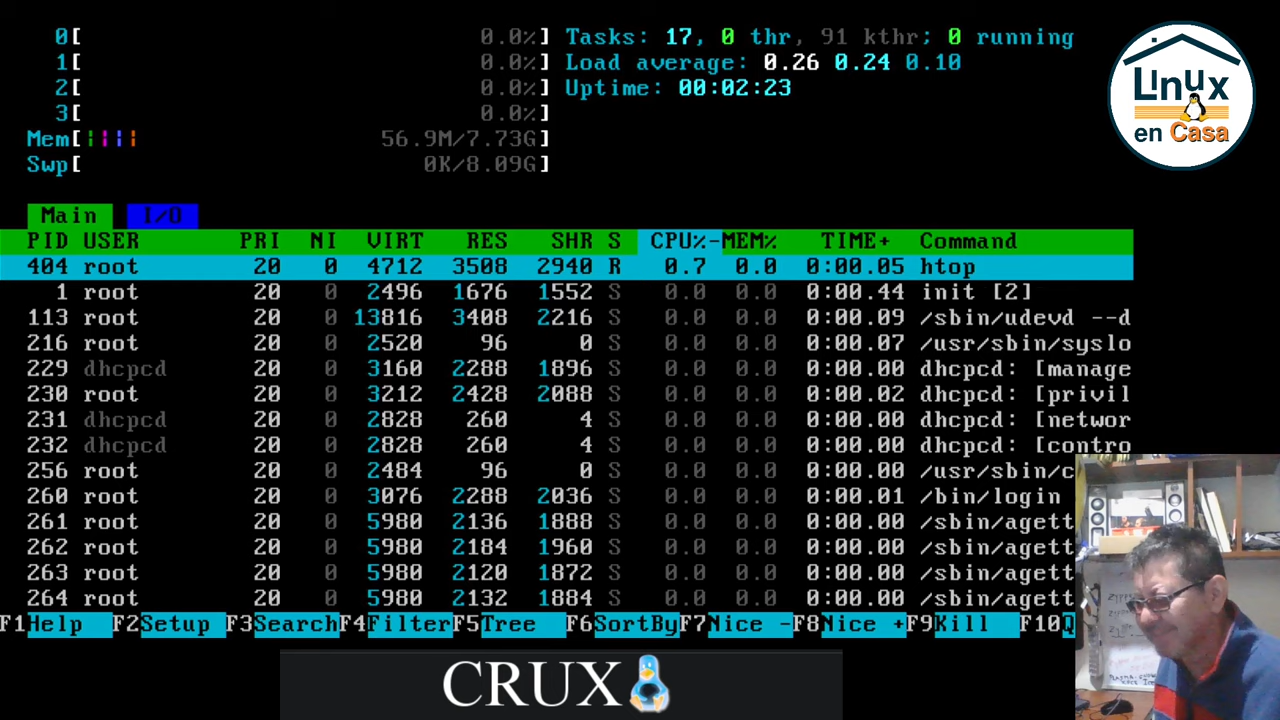 0[ 0.0%] Tasks: 17, 0 thr, 91 kthr; 0 running
1[ 0.0%] Load average: 0.26 0.24 0.10
2[ 0.0%] Uptime: 00:02:23
3[ 0.0%]
Mem[|||| 56.9M/7.73G]
Swp[ 0K/8.09G]
Linux
en Casa
Main I/O
PID USER PRI NI VIRT RES SHR S CPU%-MEM% TIME+ Command
404 root 20 0 4712 3508 2940 R 0.7 0.0 0:00.05 htop
1 root 20 0 2496 1676 1552 S 0.0 0.0 0:00.44 init [2]
113 root 20 0 13816 3408 2216 S 0.0 0.0 0:00.09 /sbin/udevd --d
216 root 20 0 2520 96 0 S 0.0 0.0 0:00.07 /usr/sbin/syslo
229 dhcpcd 20 0 3160 2288 1896 S 0.0 0.0 0:00.00 dhcpcd: [manage
230 root 20 0 3212 2428 2088 S 0.0 0.0 0:00.02 dhcpcd: [privil
231 dhcpcd 20 0 2828 260 4 S 0.0 0.0 0:00.00 dhcpcd: [networ
232 dhcpcd 20 0 2828 260 4 S 0.0 0.0 0:00.00 dhcpcd: [contro
256 root 20 0 2484 96 0 S 0.0 0.0 0:00.00 /usr/sbin/c
260 root 20 0 3076 2288 2036 S 0.0 0.0 0:00.01 /bin/login
261 root 20 0 5980 2136 1888 S 0.0 0.0 0:00.00 /sbin/agett
262 root 20 0 5980 2184 1960 S 0.0 0.0 0:00.00 /sbin/agett
263 root 20 0 5980 2120 1872 S 0.0 0.0 0:00.00 /sbin/agett
264 root 20 0 5980 2132 1884 S 0.0 0.0 0:00.00 /sbin/agett
F1Help F2Setup F3SearchF4FilterF5Tree F6SortByF7Nice -F8Nice +F9Kill F10Q
CRUX